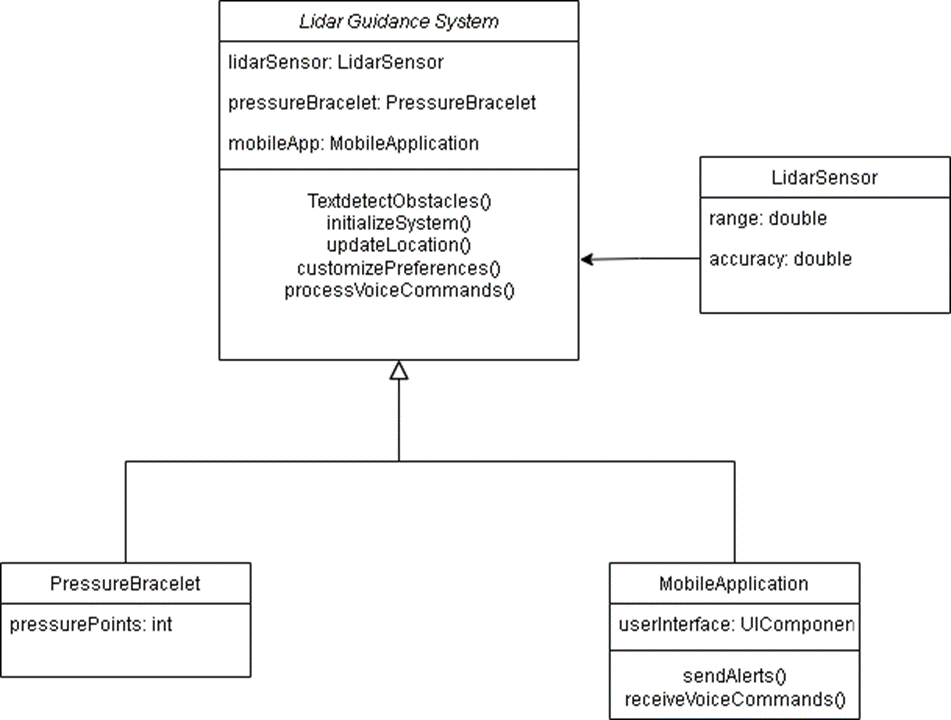 Lidar Guidance System
lidarSensor: LidarSensor
pressureBracelet: PressureBracelet
mobileApp: MobileApplication
TextdetectObstacles()
initializeSystem()
updateLocation()
customizePreferences()
processVoiceCommands()
LidarSensor
range: double
accuracy: double
PressureBracelet
pressurePoints: int
MobileApplication
userInterface: UIComponen
sendAlerts()
receiveVoiceCommands()